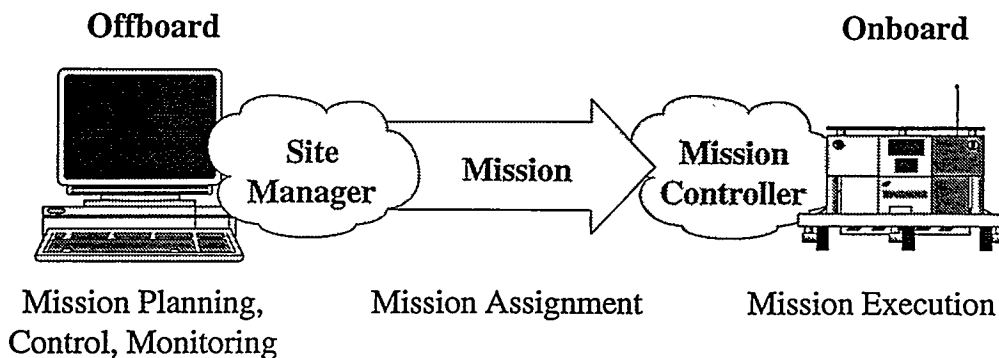 Offboard
Onboard
Site
Manager
Mission
Mission
Controller
Mission Planning,
Control, Monitoring
Mission Assignment
Mission Execution